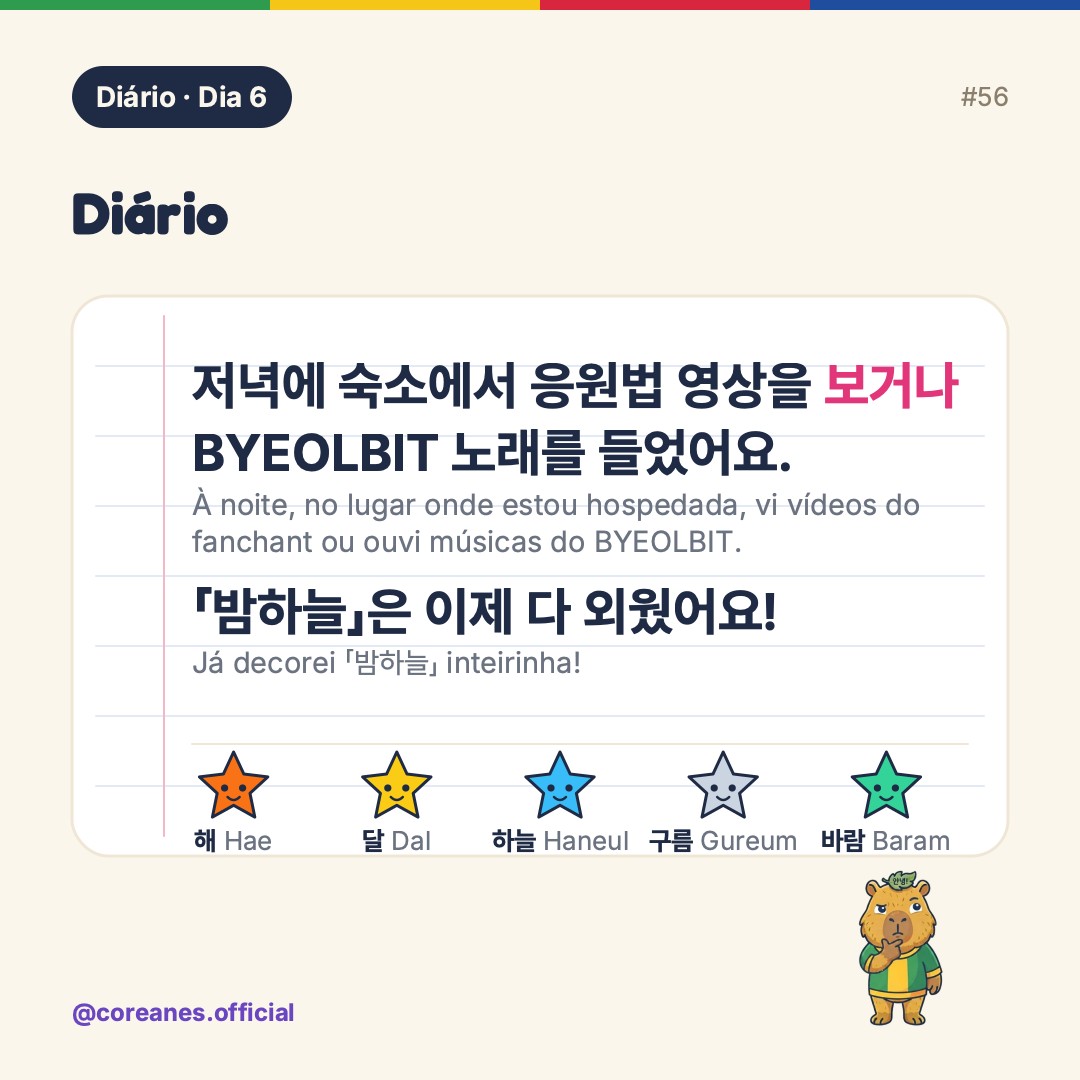 Diário · Dia 6
#56
Diário
저녁에 숙소에서 응원법 영상을 보거나
BYEOLBIT 노래를 들었어요.
À noite, no lugar onde estou hospedada, vi vídeos do
fanchant ou ouvi músicas do BYEOLBIT.
「밤하늘」은 이제 다 외웠어요!
Já decorei 「밤하늘」 inteirinha!
해 Hae 달 Dal 하늘 Haneul 구름 Gureum 바람 Baram
안녕!
@coreanes.official